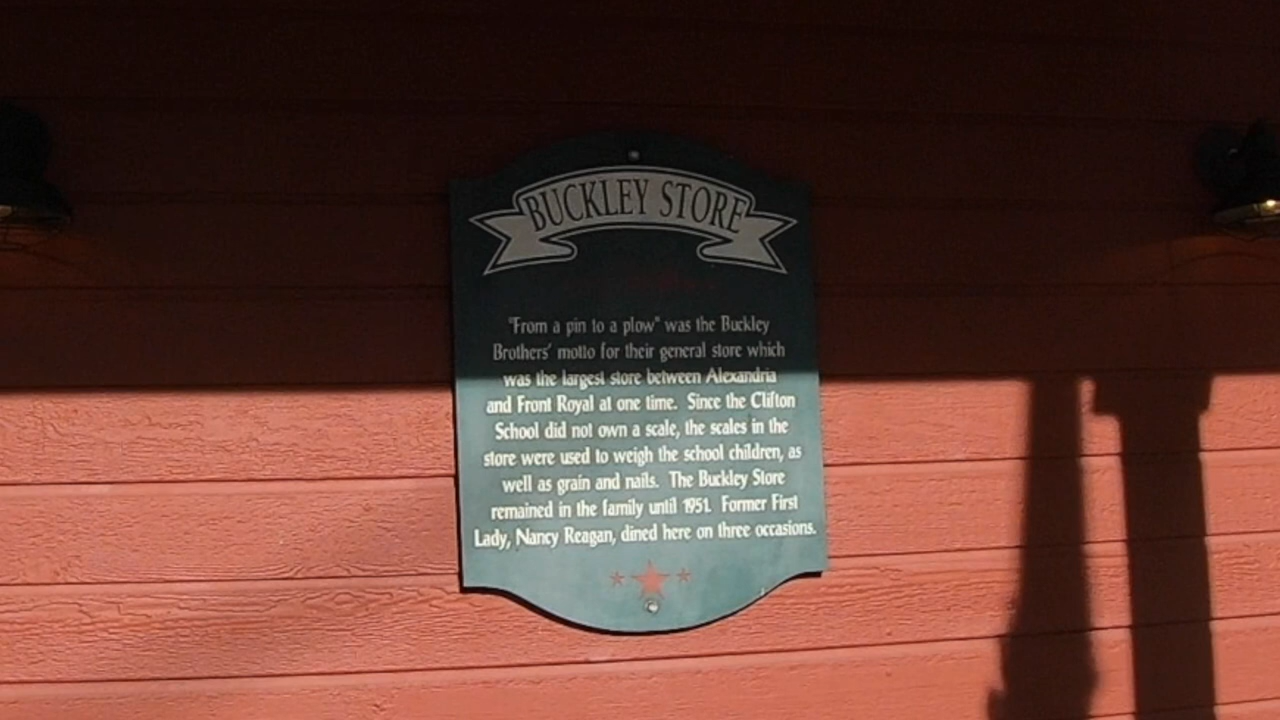 BUCKLEY STORE
"From a pin to a plow" was the Buckley
Brothers' motto for their general store which
was the largest store between Alexandria
and Front Royal at one time. Since the Clifton
School did not own a scale, the scales in the
store were used to weigh the school children, as
well as grain and nails. The Buckley Store
remained in the family until 1951. Former First
Lady, Nancy Reagan, dined here on three occasions.